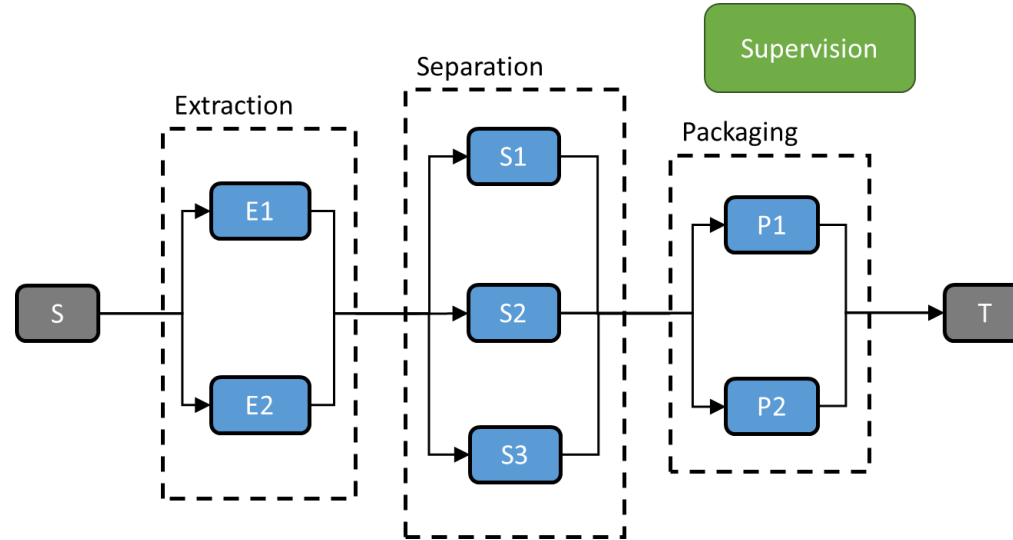 Supervision
Separation
Extraction
Packaging
S1
E1
P1
S
S2
T
E2
P2
S3